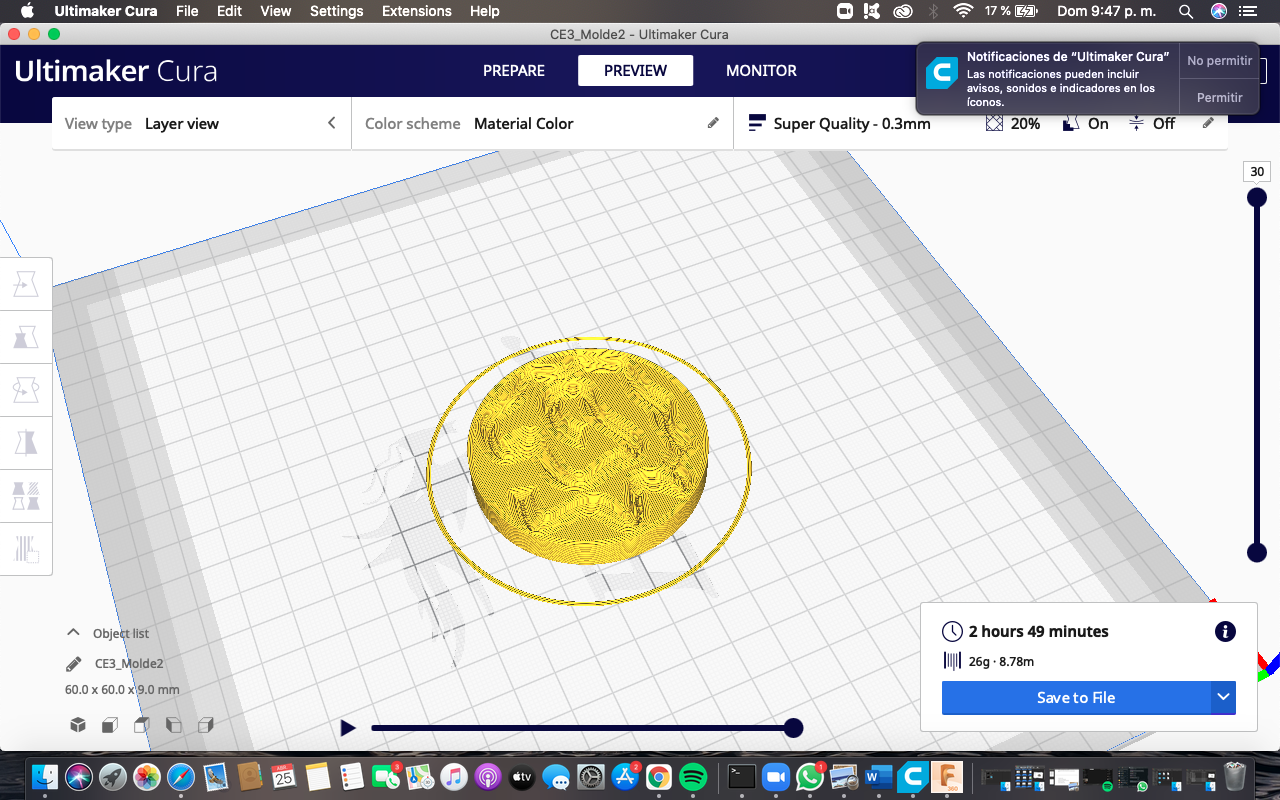 Ultimaker Cura File Edit View Settings Extensions Help 17 % Dom 9:47 p. m.
CE3_Molde2 - Ultimaker Cura
Ultimaker Cura PREPARE PREVIEW MONITOR
Notificaciones de “Ultimaker Cura”
Las notificaciones pueden incluir
avisos, sonidos e indicadores en los
íconos.
No permitir
Permitir
View type Layer view Color scheme Material Color Super Quality - 0.3mm 20% On Off
30
2 hours 49 minutes
26g · 8.78m
Save to File
Object list
CE3_Molde2
60.0 x 60.0 x 9.0 mm
ABR
25
3
tv
2
1
W
C
F
360